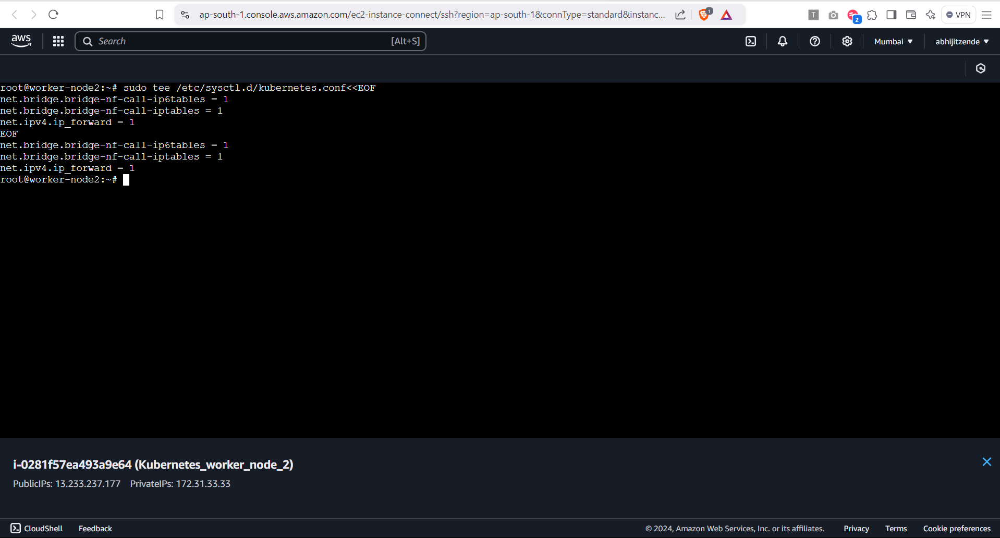 ap-south-1.console.aws.amazon.com/ec2-instance-connect/ssh?region=ap-south-1&connType=standard&instanc...
1
T
2
VPN
aws
Search
[Alt+S]
Mumbai
abhijitzende
root@worker-node2:~# sudo tee /etc/sysctl.d/kubernetes.conf<<EOF
net.bridge.bridge-nf-call-ip6tables = 1
net.bridge.bridge-nf-call-iptables = 1
net.ipv4.ip_forward = 1
EOF
net.bridge.bridge-nf-call-ip6tables = 1
net.bridge.bridge-nf-call-iptables = 1
net.ipv4.ip_forward = 1
root@worker-node2:~#
i-0281f57ea493a9e64 (Kubernetes_worker_node_2)
PublicIPs: 13.233.237.177 PrivateIPs: 172.31.33.33
CloudShell Feedback © 2024, Amazon Web Services, Inc. or its affiliates. Privacy Terms Cookie preferences